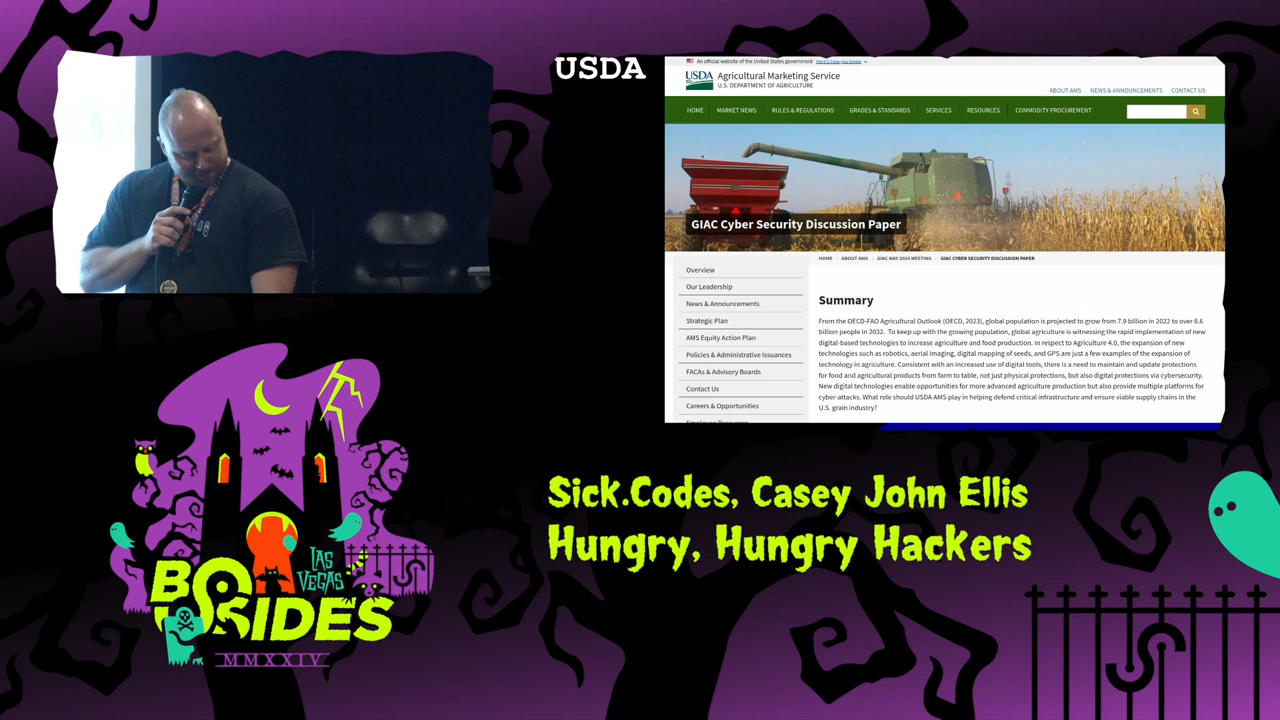 USDA
An official website of the United States government Here's how you know
USDA Agricultural Marketing Service
U.S. DEPARTMENT OF AGRICULTURE
ABOUT AMS NEWS & ANNOUNCEMENTS CONTACT US
HOME MARKET NEWS RULES & REGULATIONS GRADES & STANDARDS SERVICES RESOURCES COMMODITY PROCUREMENT
GIAC Cyber Security Discussion Paper
HOME ABOUT AMS GIAC MAY 2024 MEETING GIAC CYBER SECURITY DISCUSSION PAPER
Overview
Our Leadership
News & Announcements
Strategic Plan
AMS Equity Action Plan
Policies & Administrative Issuances
FACAs & Advisory Boards
Contact Us
Careers & Opportunities
Summary
From the OECD-FAO Agricultural Outlook (OECD, 2023), global population is projected to grow from 7.9 billion in 2022 to over 8.6
billion people in 2032. To keep up with the growing population, global agriculture is witnessing the rapid implementation of new
digital-based technologies to increase agriculture and food production. In respect to Agriculture 4.0, the expansion of new
technologies such as robotics, aerial imaging, digital mapping of seeds, and GPS are just a few examples of the expansion of
technology in agriculture. Consistent with an increased use of digital tools, there is a need to maintain and update protections
for food and agricultural products from farm to table, not just physical protections, but also digital protections via cybersecurity.
New digital technologies enable opportunities for more advanced agriculture production but also provide multiple platforms for
cyber-attacks. What role should USDA AMS play in helping defend critical infrastructure and ensure viable supply chains in the
U.S. grain industry?
Sick.Codes, Casey John Ellis
Hungry, Hungry Hackers
LAS
VEGAS
BSIDES
MMXXIV